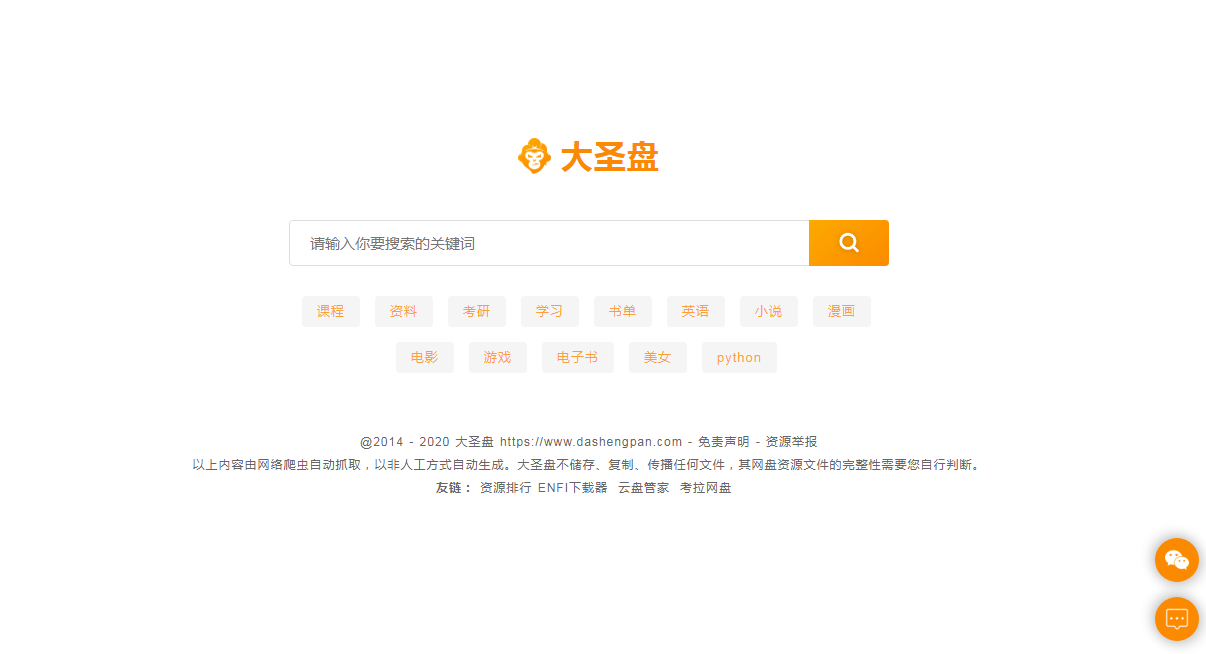 大圣盘
请输入你要搜索的关键词
课程 资料 考研 学习 书单 英语 小说 漫画
电影 游戏 电子书 美女 python
@2014 - 2020 大圣盘 https://www.dashengpan.com - 免责声明 - 资源举报
以上内容由网络爬虫自动抓取，以非人工方式自动生成。大圣盘不储存、复制、传播任何文件，其网盘资源文件的完整性需要您自行判断。
友链： 资源排行 ENFI下载器 云盘管家 考拉网盘